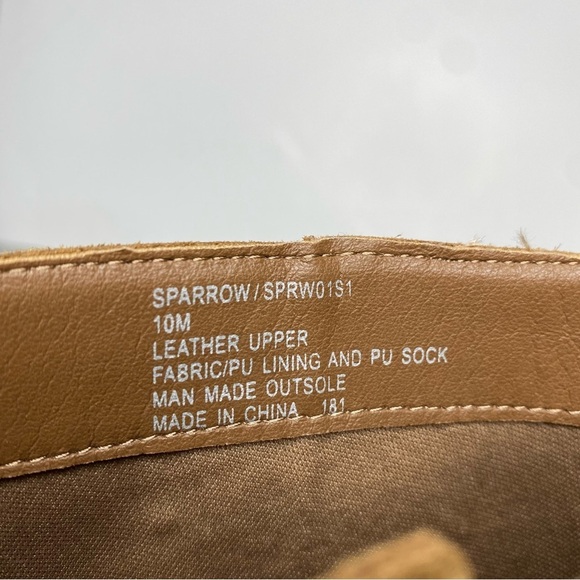 SPARROW/SPRW01S1
10M
LEATHER UPPER
FABRIC/PU LINING AND PU SOCK
MAN MADE OUTSOLE
MADE IN CHINA 181